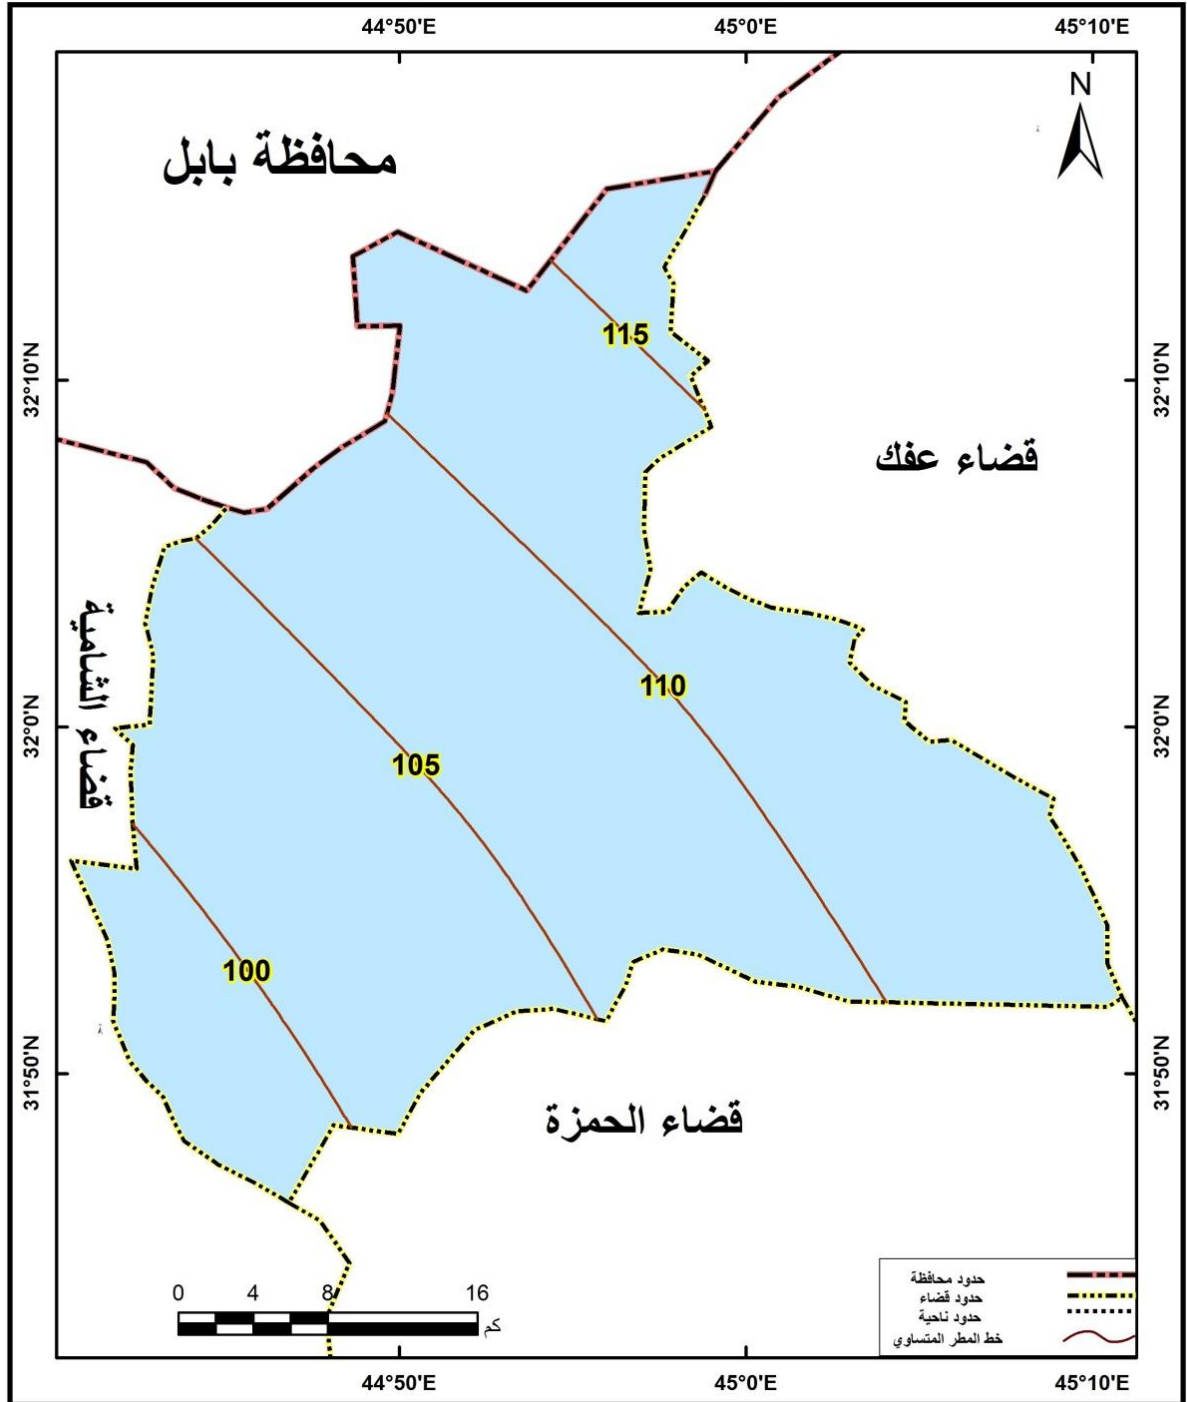 44°50'E
45°0'E
45°10'E
N
محافظة بابل
115
32°10'N
32°10'N
قضاء عفك
قضاء الشامية
110
32°0'N
32°0'N
105
100
31°50'N
31°50'N
قضاء الحمزة
0 4 8 16
كم
حدود محافظة
حدود قضاء
حدود ناحية
خط المطر المتساوي
44°50'E
45°0'E
45°10'E